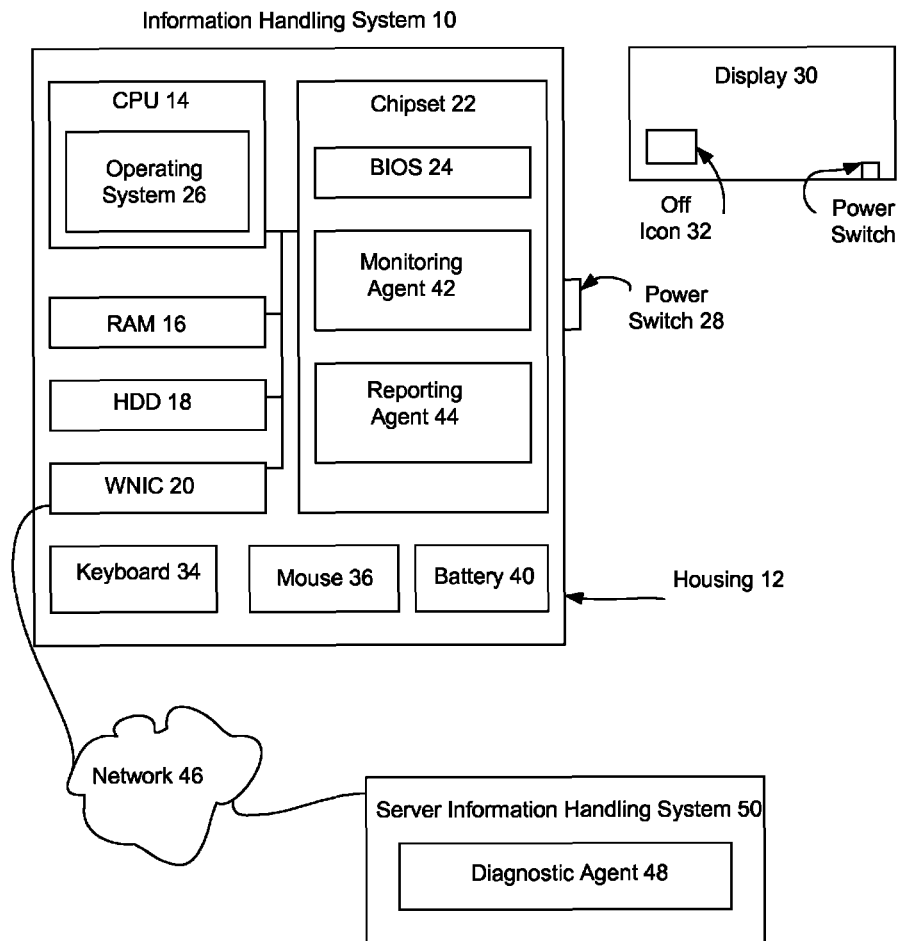 Information Handling System 10
CPU 14
Operating
System 26
RAM 16
HDD 18
WNIC 20
Chipset 22
BIOS 24
Monitoring
Agent 42
Reporting
Agent 44
Keyboard 34
Mouse 36
Battery 40
Display 30
Off
Icon 32
Power
Switch
Power
Switch 28
Housing 12
Network 46
Server Information Handling System 50
Diagnostic Agent 48